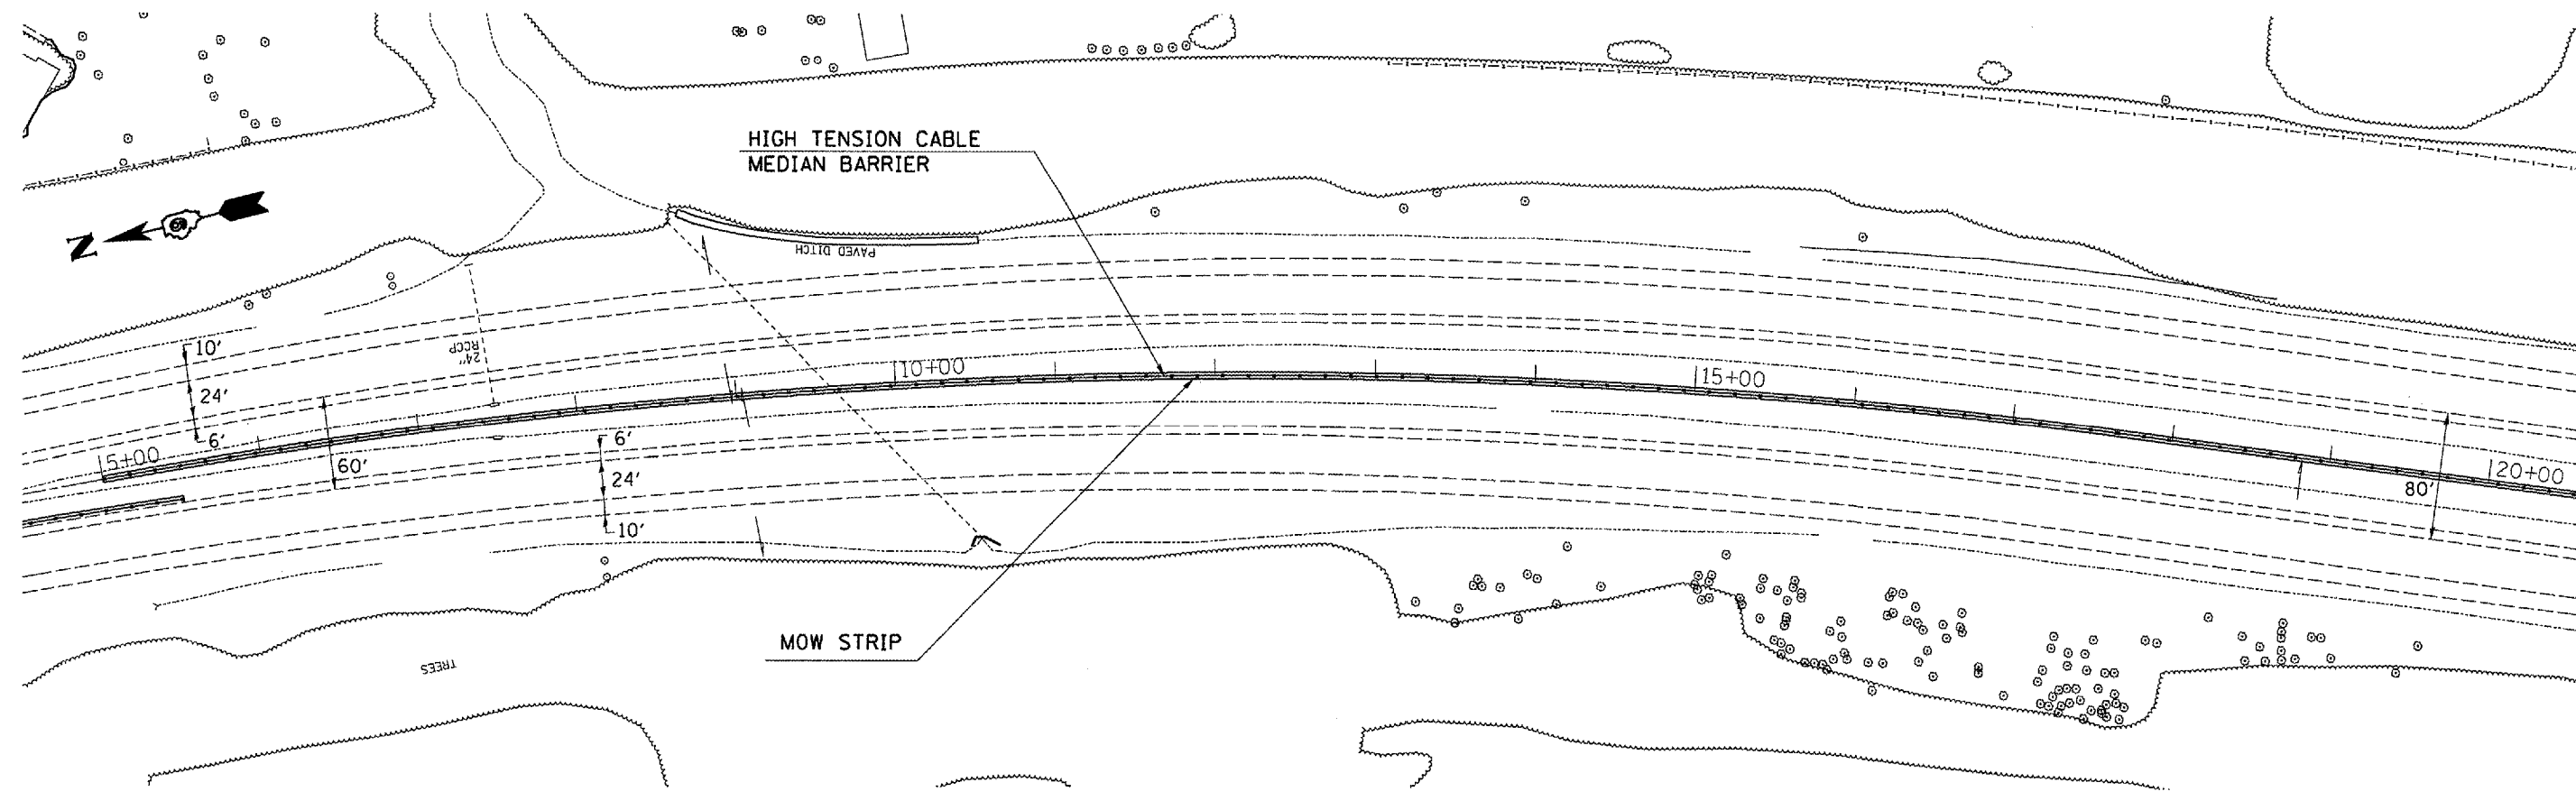 HIGH TENSION CABLE
MEDIAN BARRIER
N
PAVED DITCH
10'
24'
6'
24" RCCP
10+00
15+00
5+00
60'
6'
24'
10'
20+00
80'
MOW STRIP
TREES